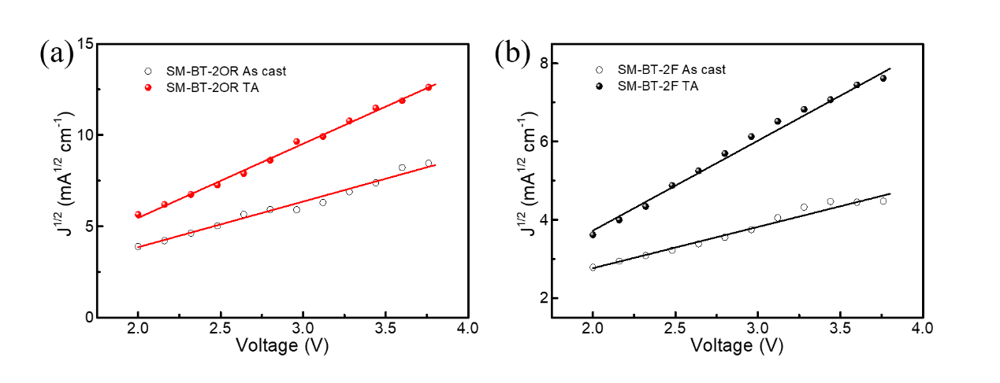 (a)
15
10
5
0
J1/2 (mA1/2 cm-1)
SM-BT-2OR As cast
SM-BT-2OR TA
2.0 2.5 3.0 3.5 4.0
Voltage (V)
(b)
8
6
4
2
J1/2 (mA1/2 cm-1)
SM-BT-2F As cast
SM-BT-2F TA
2.0 2.5 3.0 3.5 4.0
Voltage (V)